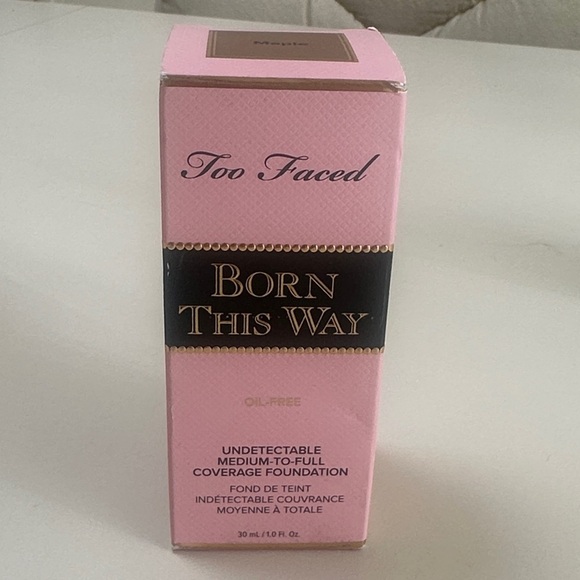 Maple
Too Faced
BORN
THIS WAY
OIL-FREE
UNDETECTABLE
MEDIUM-TO-FULL
COVERAGE FOUNDATION
FOND DE TEINT
INDÉTECTABLE COUVRANCE
MOYENNE À TOTALE
30 mL / 1.0 Fl. Oz.